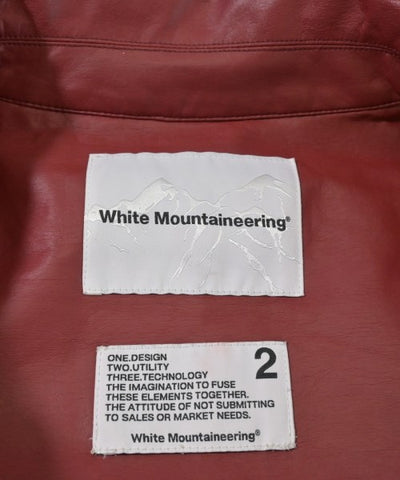 White Mountaineering®
2
ONE.DESIGN
TWO.UTILITY
THREE.TECHNOLOGY
THE IMAGINATION TO FUSE
THESE ELEMENTS TOGETHER.
THE ATTITUDE OF NOT SUBMITTING
TO SALES OR MARKET NEEDS.
White Mountaineering®